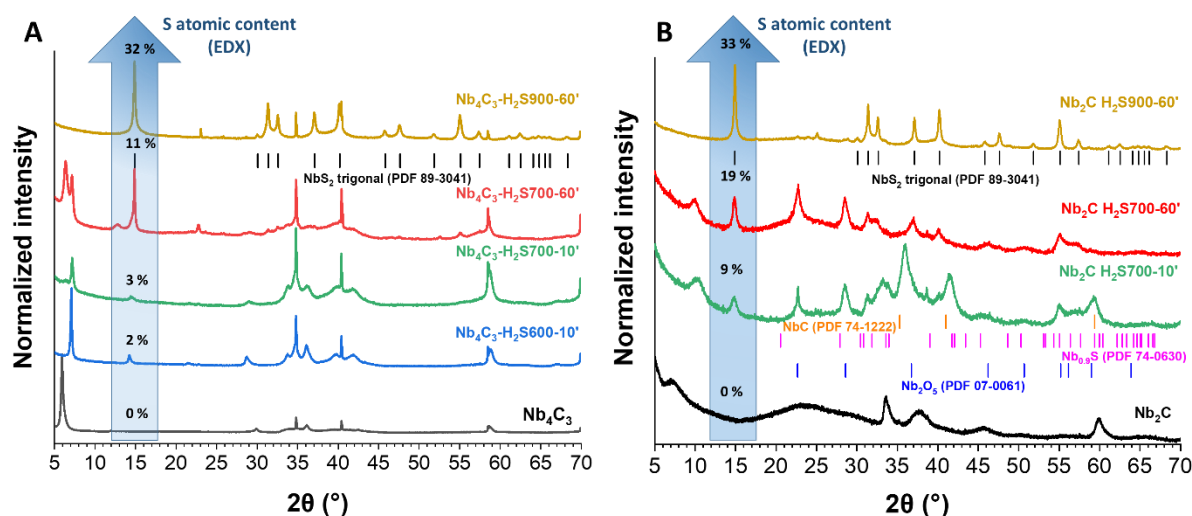 A
S atomic content
(EDX)
32 %
Nb₄C₃-H₂S900-60'
11 %
NbS₂ trigonal (PDF 89-3041)
Nb₄C₃-H₂S700-60'
Nb₄C₃-H₂S700-10'
3 %
Nb₄C₃-H₂S600-10'
2 %
0 %
Nb₄C₃
Normalized intensity
5 10 15 20 25 30 35 40 45 50 55 60 65 70
2θ (°)
B
S atomic content
(EDX)
33 %
Nb₂C H₂S900-60'
NbS₂ trigonal (PDF 89-3041)
19 %
Nb₂C H₂S700-60'
9 %
Nb₂C H₂S700-10'
NbC (PDF 74-1222)
Nb₀.₉S (PDF 74-0630)
Nb₂O₅ (PDF 07-0061)
0 %
Nb₂C
Normalized intensity
5 10 15 20 25 30 35 40 45 50 55 60 65 70
2θ (°)